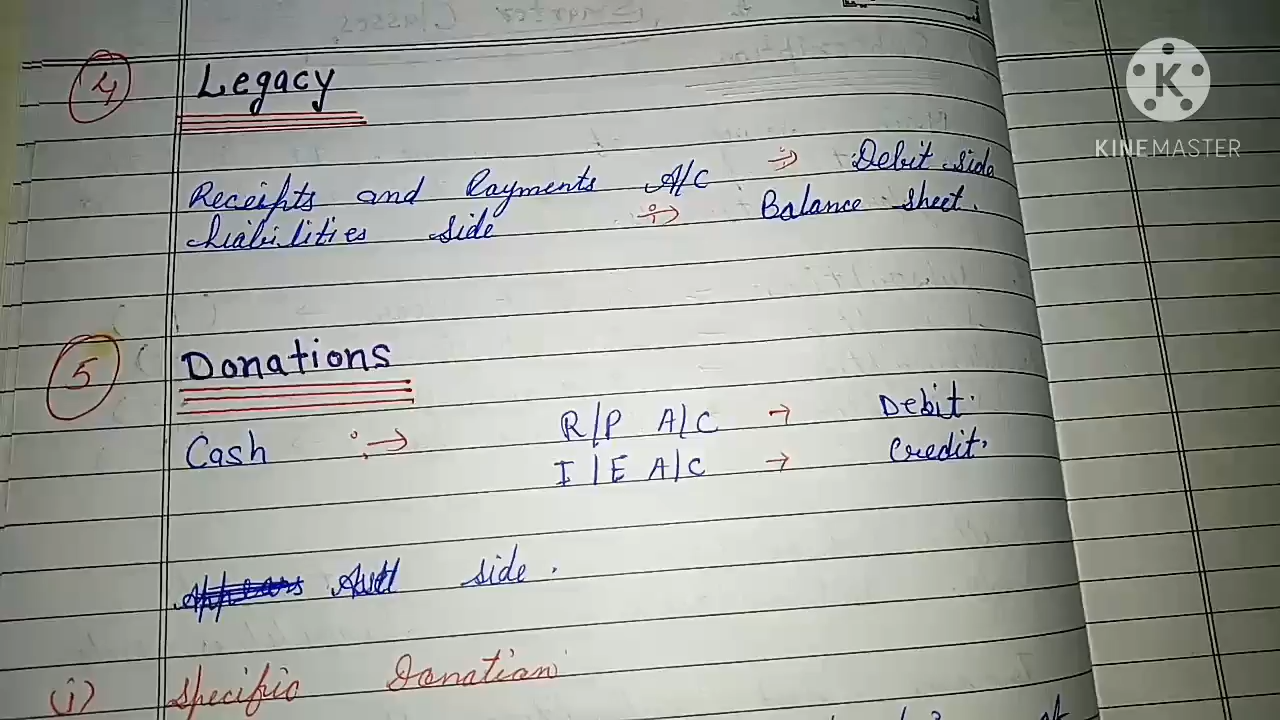 4
Legacy
Receipts and Payments A/C → Debit side
Liabilities side → Balance sheet.
5
Donations
Cash :→ R/P A/C → Debit.
I/E A/C → Credit.
side.
(i) Specific Donation
K
KINEMASTER